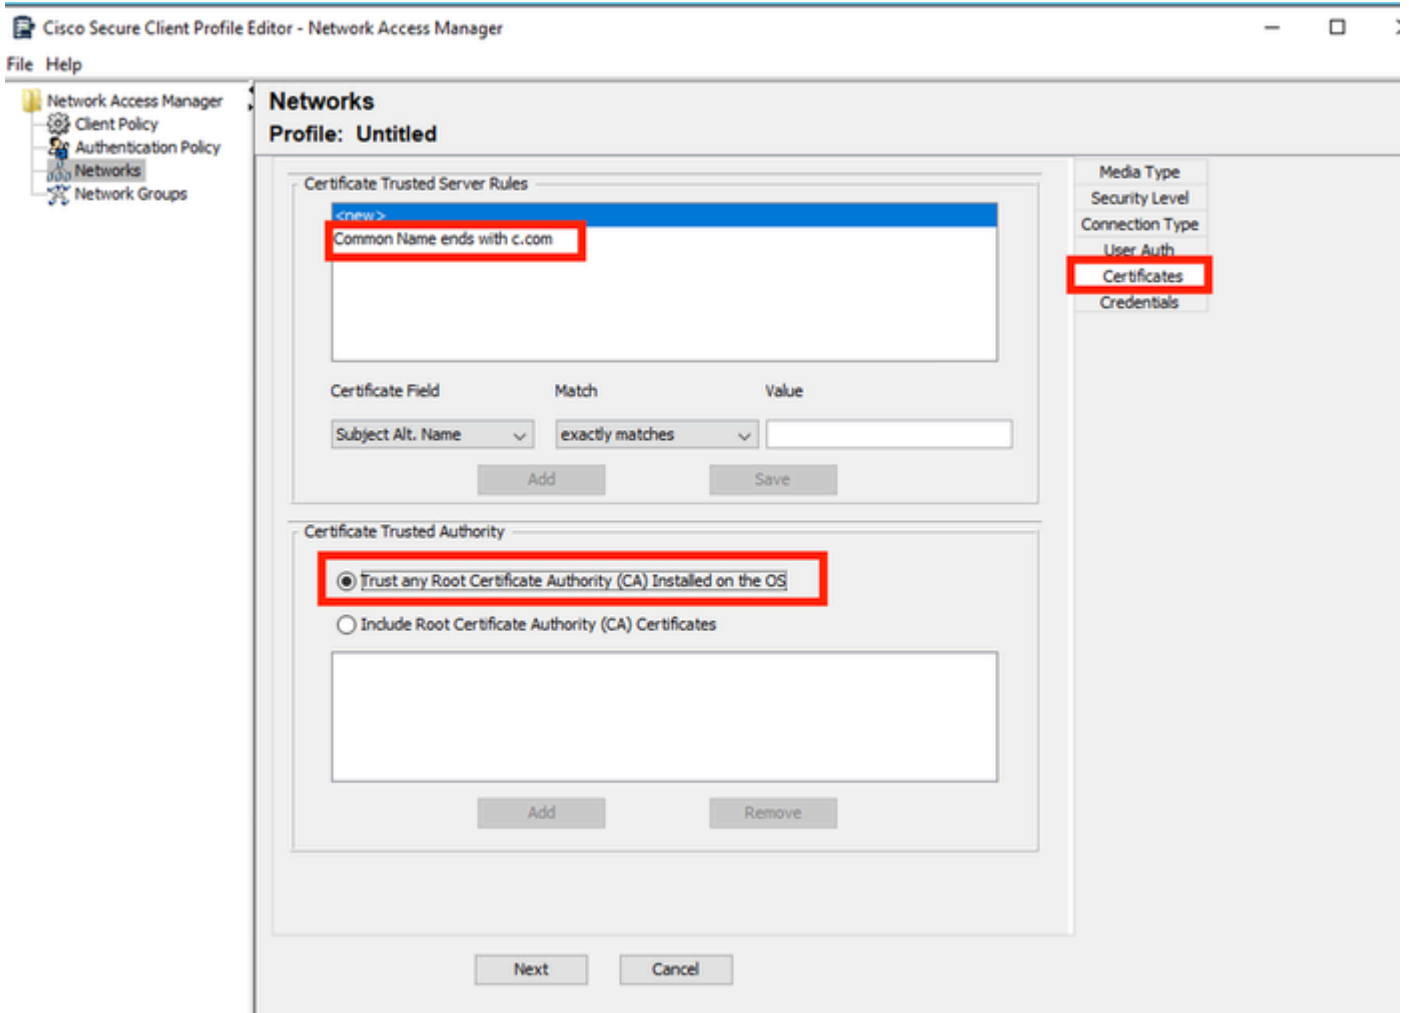 Cisco Secure Client Profile Editor - Network Access Manager
File Help
Network Access Manager
Client Policy
Authentication Policy
Networks
Network Groups
Networks
Profile: Untitled
Certificate Trusted Server Rules
<new>
Common Name ends with c.com
Certificate Field Match Value
Subject Alt. Name exactly matches
Add Save
Certificate Trusted Authority
Trust any Root Certificate Authority (CA) Installed on the OS
Include Root Certificate Authority (CA) Certificates
Add Remove
Next Cancel
Media Type
Security Level
Connection Type
User Auth
Certificates
Credentials